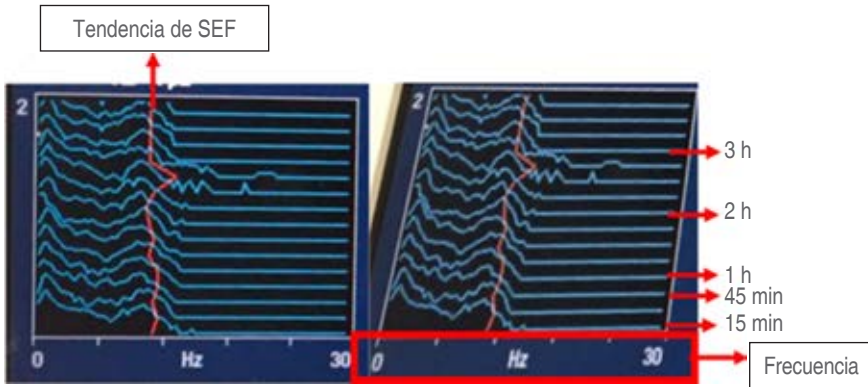 Tendencia de SEF
2
2
3 h
2 h
1 h
45 min
15 min
0 Hz 30
0 Hz 30
Frecuencia